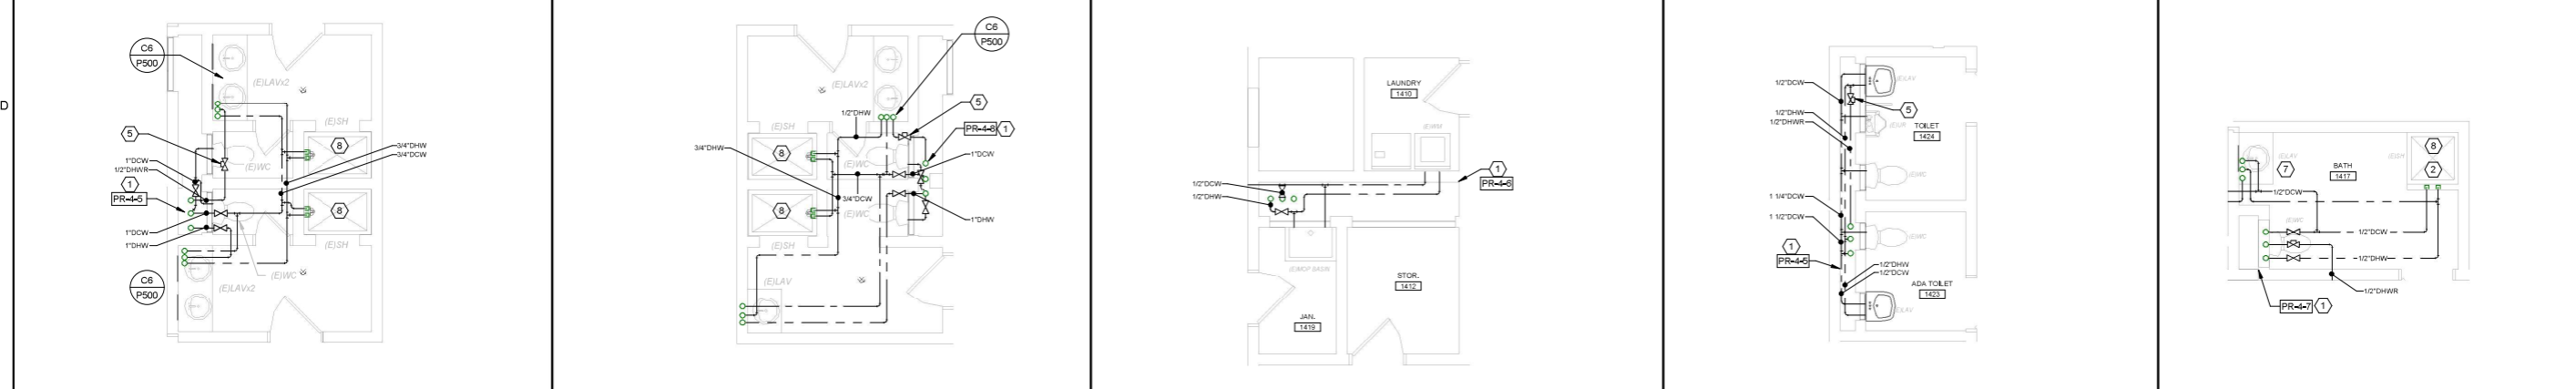 D
C6
P500
(E)LAVx2
5
(E)SH
8
3/4"DHW
3/4"DCW
(E)WC
1"DCW
1/2"DHWR
1
PR-4-5
8
1"DCW
1"DHW
(E)SH
(E)WC
C6
P500
(E)LAVx2
C6
P500
(E)LAVx2
5
1/2"DHW
(E)SH
PR-4-8
1
3/4"DHW
8
(E)WC
1"DCW
3/4"DCW
8
(E)WC
1"DHW
(E)SH
(E)LAV
LAUNDRY
1410
(E)WM
1
PR-4-6
1/2"DCW
1/2"DHW
(E)MOP BASIN
STOR.
1412
JAN.
1419
(E)LAV
1/2"DCW
5
1/2"DHW
1/2"DHWR
(E)UR
TOILET
1424
(E)WC
1 1/4"DCW
1 1/2"DCW
(E)WC
1
PR-4-5
1/2"DHW
1/2"DCW
ADA TOILET
1423
(E)LAV
8
(E)LAV
BATH
1417
(E)SH
7
2
1/2"DCW
(E)WC
1/2"DCW
1/2"DHW
1/2"DHWR
PR-4-7
1